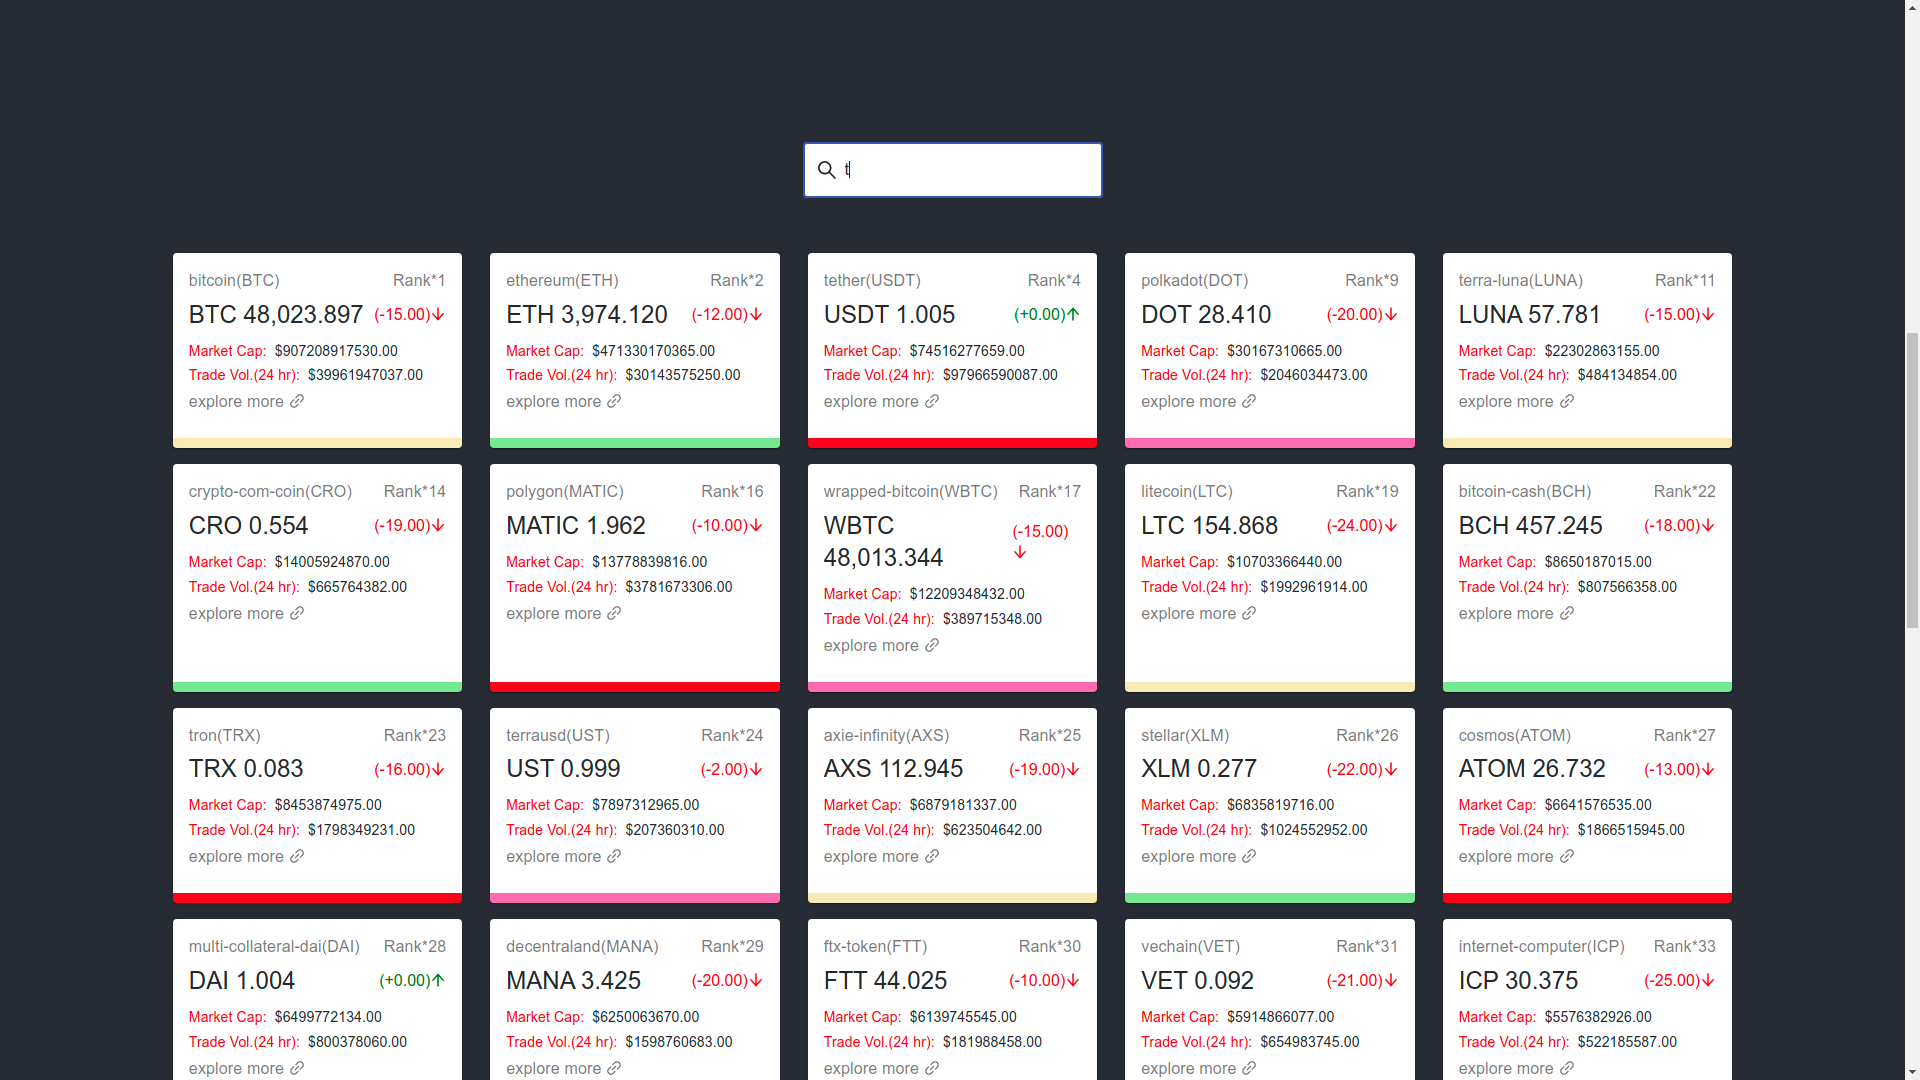 t
bitcoin(BTC) Rank*1
BTC 48,023.897 (-15.00)↓
Market Cap: $907208917530.00
Trade Vol.(24 hr): $39961947037.00
explore more
ethereum(ETH) Rank*2
ETH 3,974.120 (-12.00)↓
Market Cap: $471330170365.00
Trade Vol.(24 hr): $30143575250.00
explore more
tether(USDT) Rank*4
USDT 1.005 (+0.00)↑
Market Cap: $74516277659.00
Trade Vol.(24 hr): $97966590087.00
explore more
polkadot(DOT) Rank*9
DOT 28.410 (-20.00)↓
Market Cap: $30167310665.00
Trade Vol.(24 hr): $2046034473.00
explore more
terra-luna(LUNA) Rank*11
LUNA 57.781 (-15.00)↓
Market Cap: $22302863155.00
Trade Vol.(24 hr): $484134854.00
explore more
crypto-com-coin(CRO) Rank*14
CRO 0.554 (-19.00)↓
Market Cap: $14005924870.00
Trade Vol.(24 hr): $665764382.00
explore more
polygon(MATIC) Rank*16
MATIC 1.962 (-10.00)↓
Market Cap: $13778839816.00
Trade Vol.(24 hr): $3781673306.00
explore more
wrapped-bitcoin(WBTC) Rank*17
WBTC (-15.00)
48,013.344 ↓
Market Cap: $12209348432.00
Trade Vol.(24 hr): $389715348.00
explore more
litecoin(LTC) Rank*19
LTC 154.868 (-24.00)↓
Market Cap: $10703366440.00
Trade Vol.(24 hr): $1992961914.00
explore more
bitcoin-cash(BCH) Rank*22
BCH 457.245 (-18.00)↓
Market Cap: $8650187015.00
Trade Vol.(24 hr): $807566358.00
explore more
tron(TRX) Rank*23
TRX 0.083 (-16.00)↓
Market Cap: $8453874975.00
Trade Vol.(24 hr): $1798349231.00
explore more
terrausd(UST) Rank*24
UST 0.999 (-2.00)↓
Market Cap: $7897312965.00
Trade Vol.(24 hr): $207360310.00
explore more
axie-infinity(AXS) Rank*25
AXS 112.945 (-19.00)↓
Market Cap: $6879181337.00
Trade Vol.(24 hr): $623504642.00
explore more
stellar(XLM) Rank*26
XLM 0.277 (-22.00)↓
Market Cap: $6835819716.00
Trade Vol.(24 hr): $1024552952.00
explore more
cosmos(ATOM) Rank*27
ATOM 26.732 (-13.00)↓
Market Cap: $6641576535.00
Trade Vol.(24 hr): $1866515945.00
explore more
multi-collateral-dai(DAI) Rank*28
DAI 1.004 (+0.00)↑
Market Cap: $6499772134.00
Trade Vol.(24 hr): $800378060.00
explore more
decentraland(MANA) Rank*29
MANA 3.425 (-20.00)↓
Market Cap: $6250063670.00
Trade Vol.(24 hr): $1598760683.00
explore more
ftx-token(FTT) Rank*30
FTT 44.025 (-10.00)↓
Market Cap: $6139745545.00
Trade Vol.(24 hr): $181988458.00
explore more
vechain(VET) Rank*31
VET 0.092 (-21.00)↓
Market Cap: $5914866077.00
Trade Vol.(24 hr): $654983745.00
explore more
internet-computer(ICP) Rank*33
ICP 30.375 (-25.00)↓
Market Cap: $5576382926.00
Trade Vol.(24 hr): $522185587.00
explore more